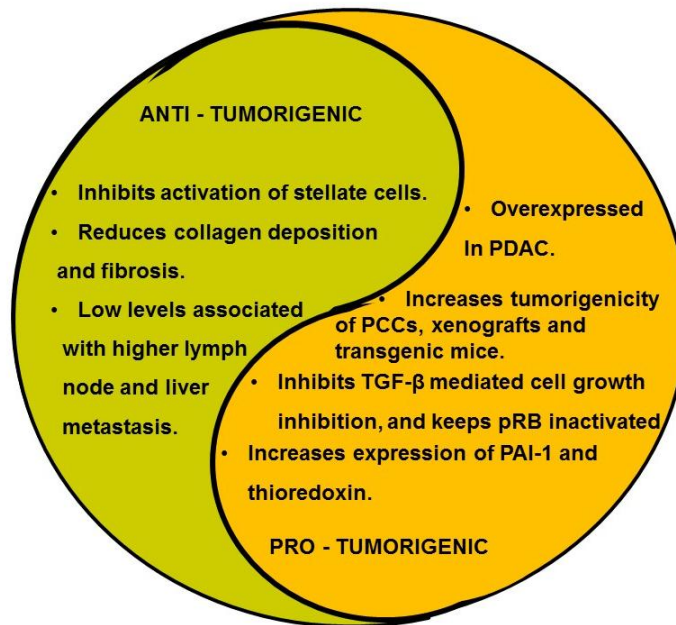 ANTI - TUMORIGENIC
• Inhibits activation of stellate cells.
• Reduces collagen deposition
and fibrosis.
• Low levels associated
with higher lymph
node and liver
metastasis.
• Overexpressed
In PDAC.
• Increases tumorigenicity
of PCCs, xenografts and
transgenic mice.
• Inhibits TGF-β mediated cell growth
inhibition, and keeps pRB inactivated
• Increases expression of PAI-1 and
thioredoxin.
PRO - TUMORIGENIC